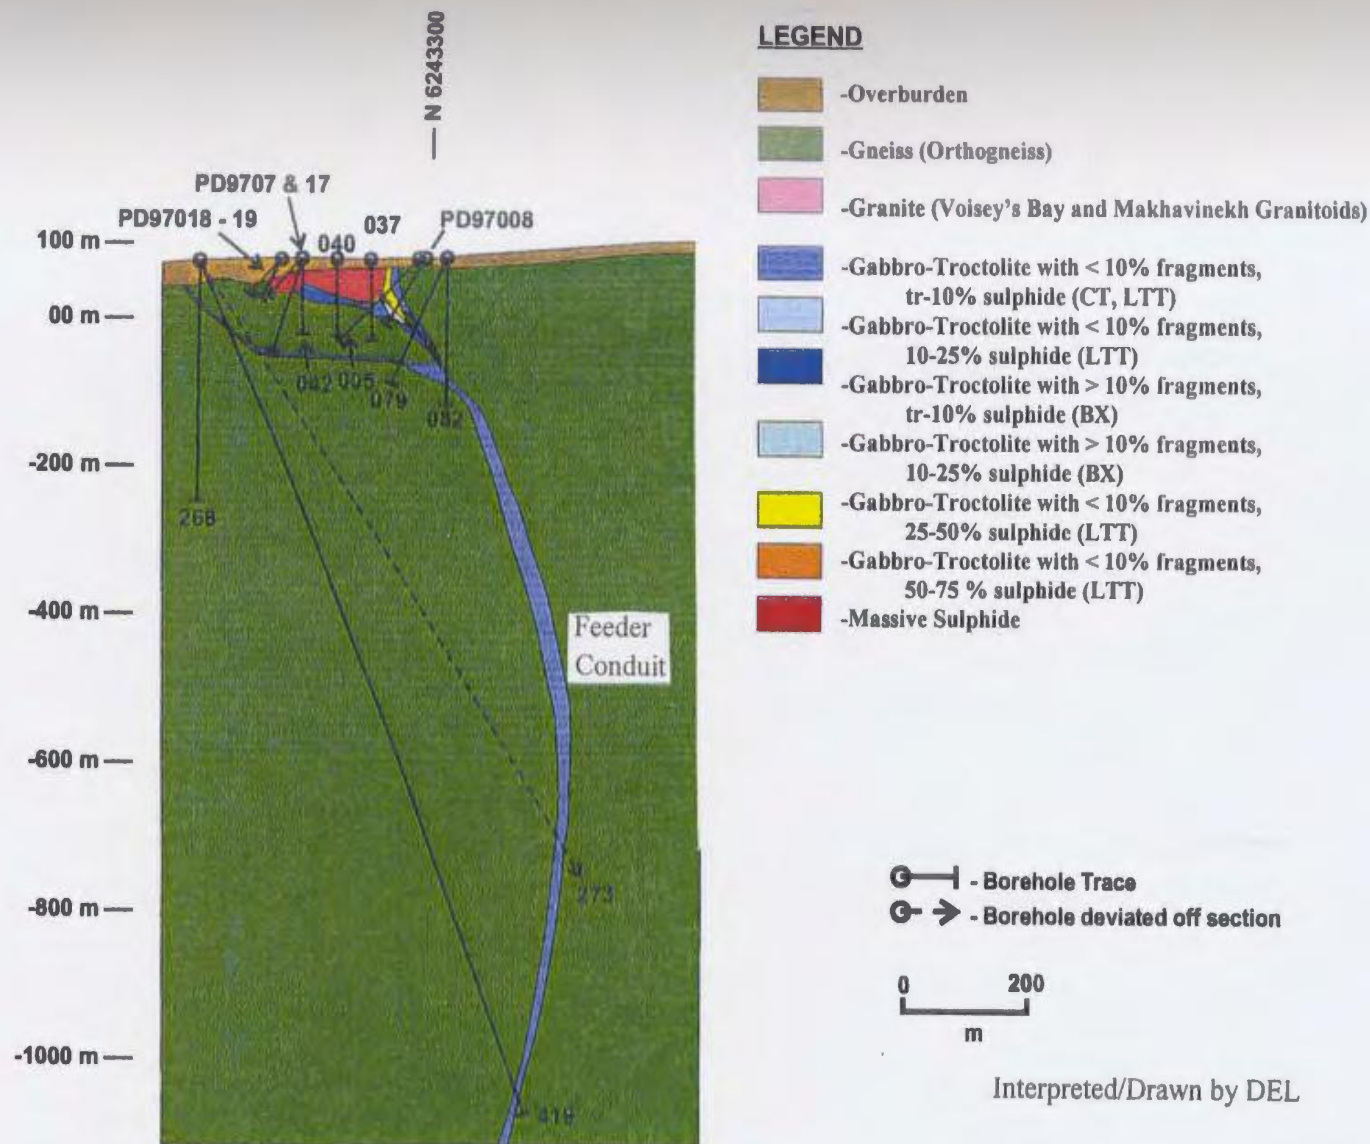 N 6243300
PD9707 & 17
PD97018 - 19
040
037
PD97008
100 m
00 m
-200 m
-400 m
-600 m
-800 m
-1000 m
005
079
268
273
Feeder
Conduit
LEGEND
-Overburden
-Gneiss (Orthogneiss)
-Granite (Voisey's Bay and Makhavinekh Granitoids)
-Gabbro-Troctolite with < 10% fragments,
tr-10% sulphide (CT, LTT)
-Gabbro-Troctolite with < 10% fragments,
10-25% sulphide (LTT)
-Gabbro-Troctolite with > 10% fragments,
tr-10% sulphide (BX)
-Gabbro-Troctolite with > 10% fragments,
10-25% sulphide (BX)
-Gabbro-Troctolite with < 10% fragments,
25-50% sulphide (LTT)
-Gabbro-Troctolite with < 10% fragments,
50-75 % sulphide (LTT)
-Massive Sulphide
- Borehole Trace
- Borehole deviated off section
0 200
m
Interpreted/Drawn by DEL